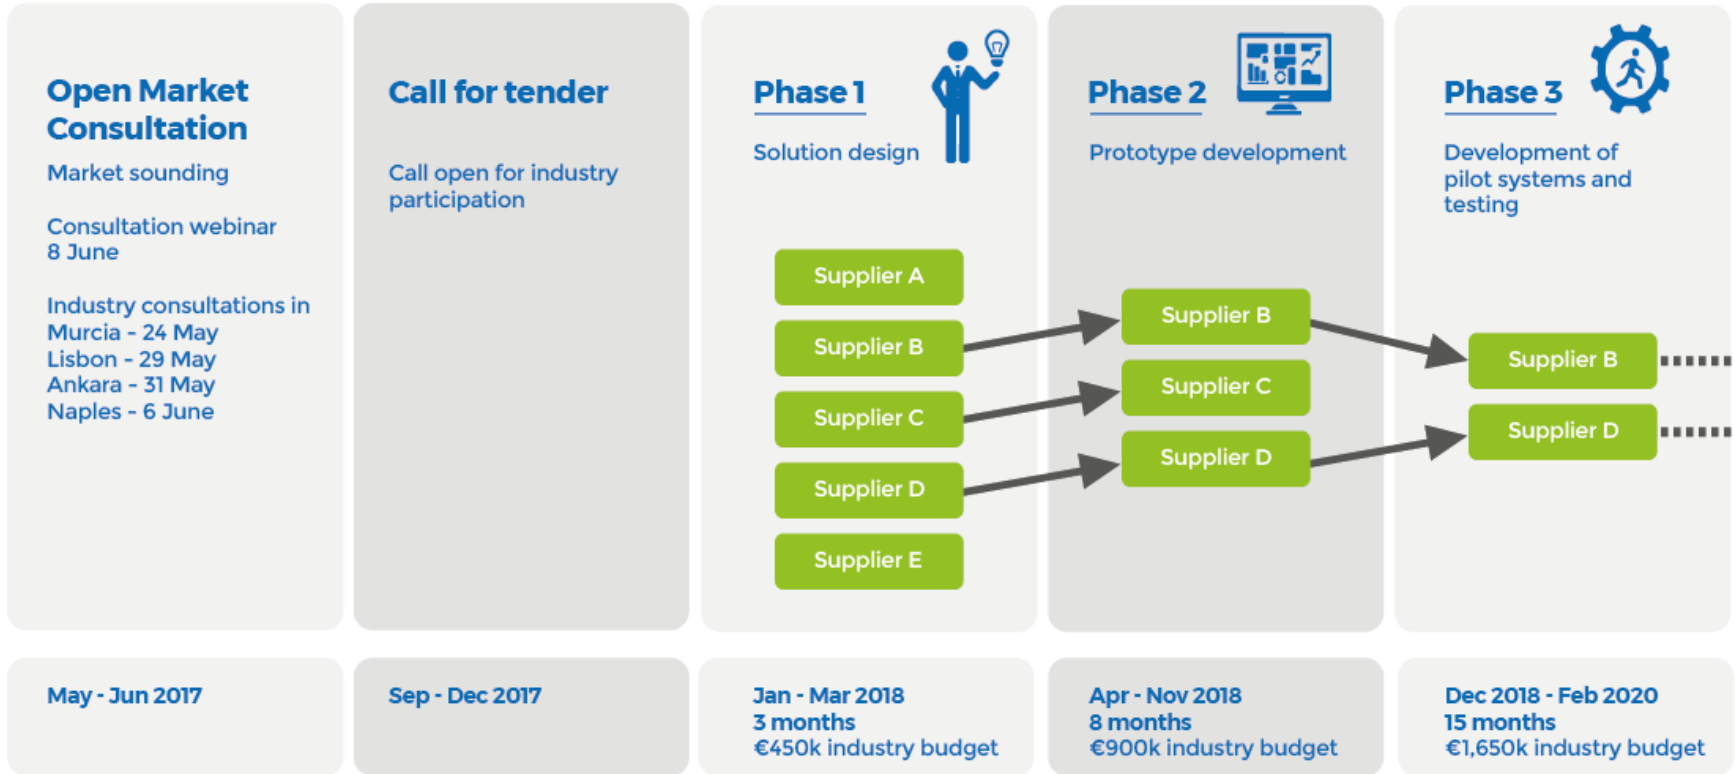 Open Market
Consultation
Market sounding
Consultation webinar
8 June
Industry consultations in
Murcia - 24 May
Lisbon - 29 May
Ankara - 31 May
Naples - 6 June
May - Jun 2017
Call for tender
Call open for industry
participation
Sep - Dec 2017
Phase 1
Solution design
Supplier A
Supplier B
Supplier C
Supplier D
Supplier E
Jan - Mar 2018
3 months
€450k industry budget
Phase 2
Prototype development
Supplier B
Supplier C
Supplier D
Apr - Nov 2018
8 months
€900k industry budget
Phase 3
Development of
pilot systems and
testing
Supplier B
Supplier D
Dec 2018 - Feb 2020
15 months
€1,650k industry budget